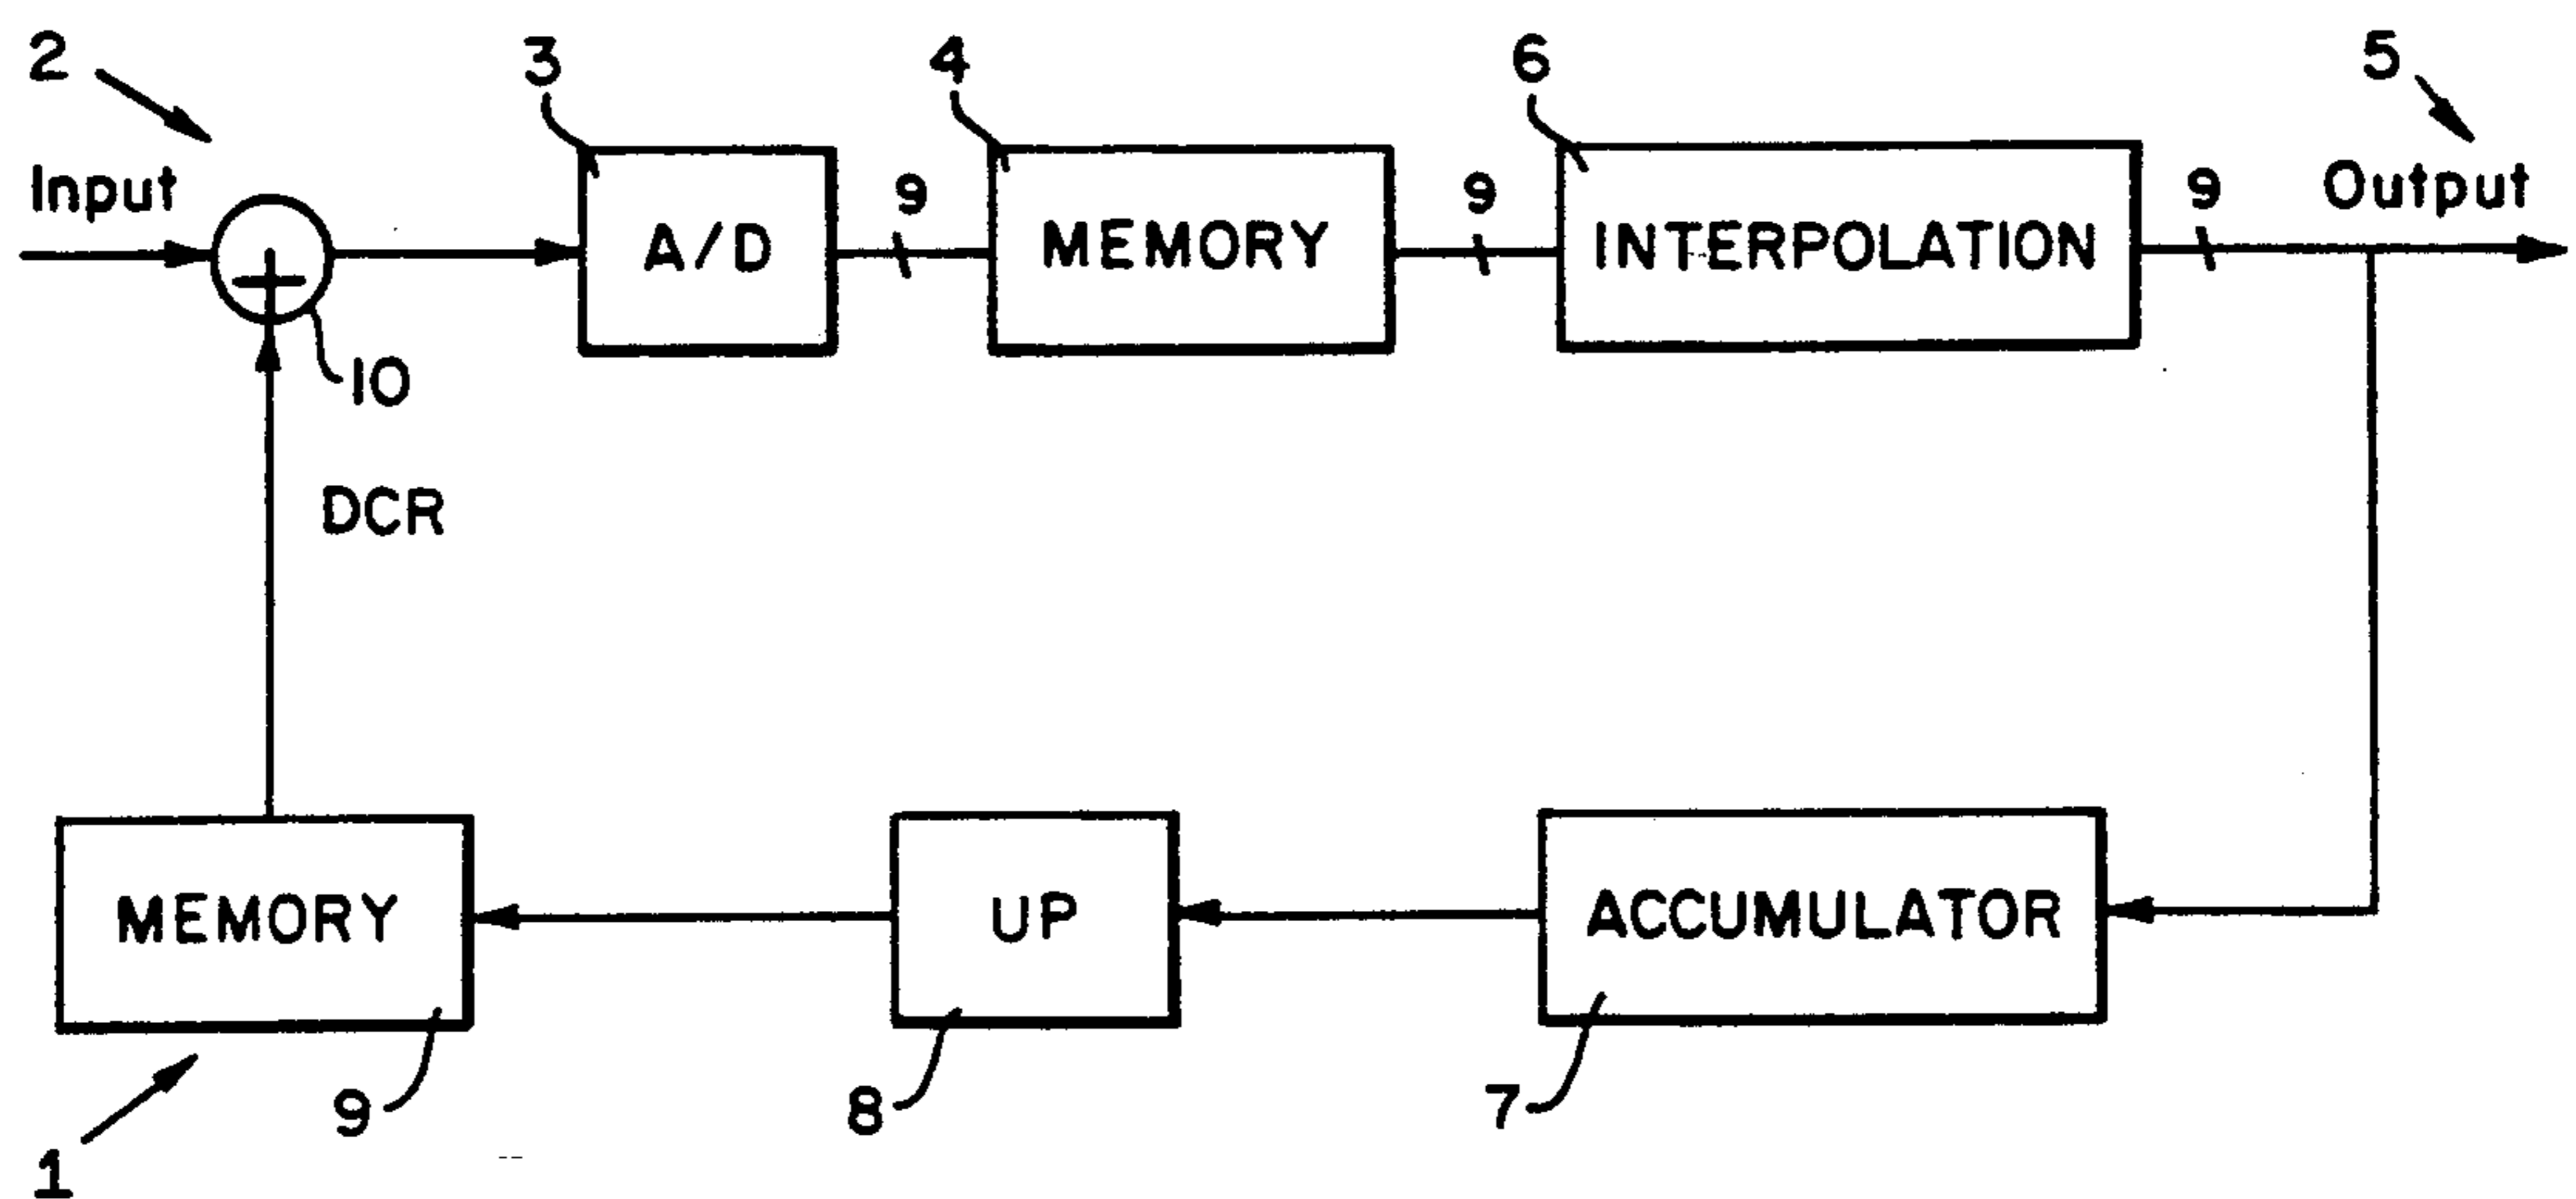 2
3
4
6
5
Input
A/D
9
MEMORY
9
INTERPOLATION
9
Output
10
DCR
MEMORY
UP
ACCUMULATOR
1
9
8
7